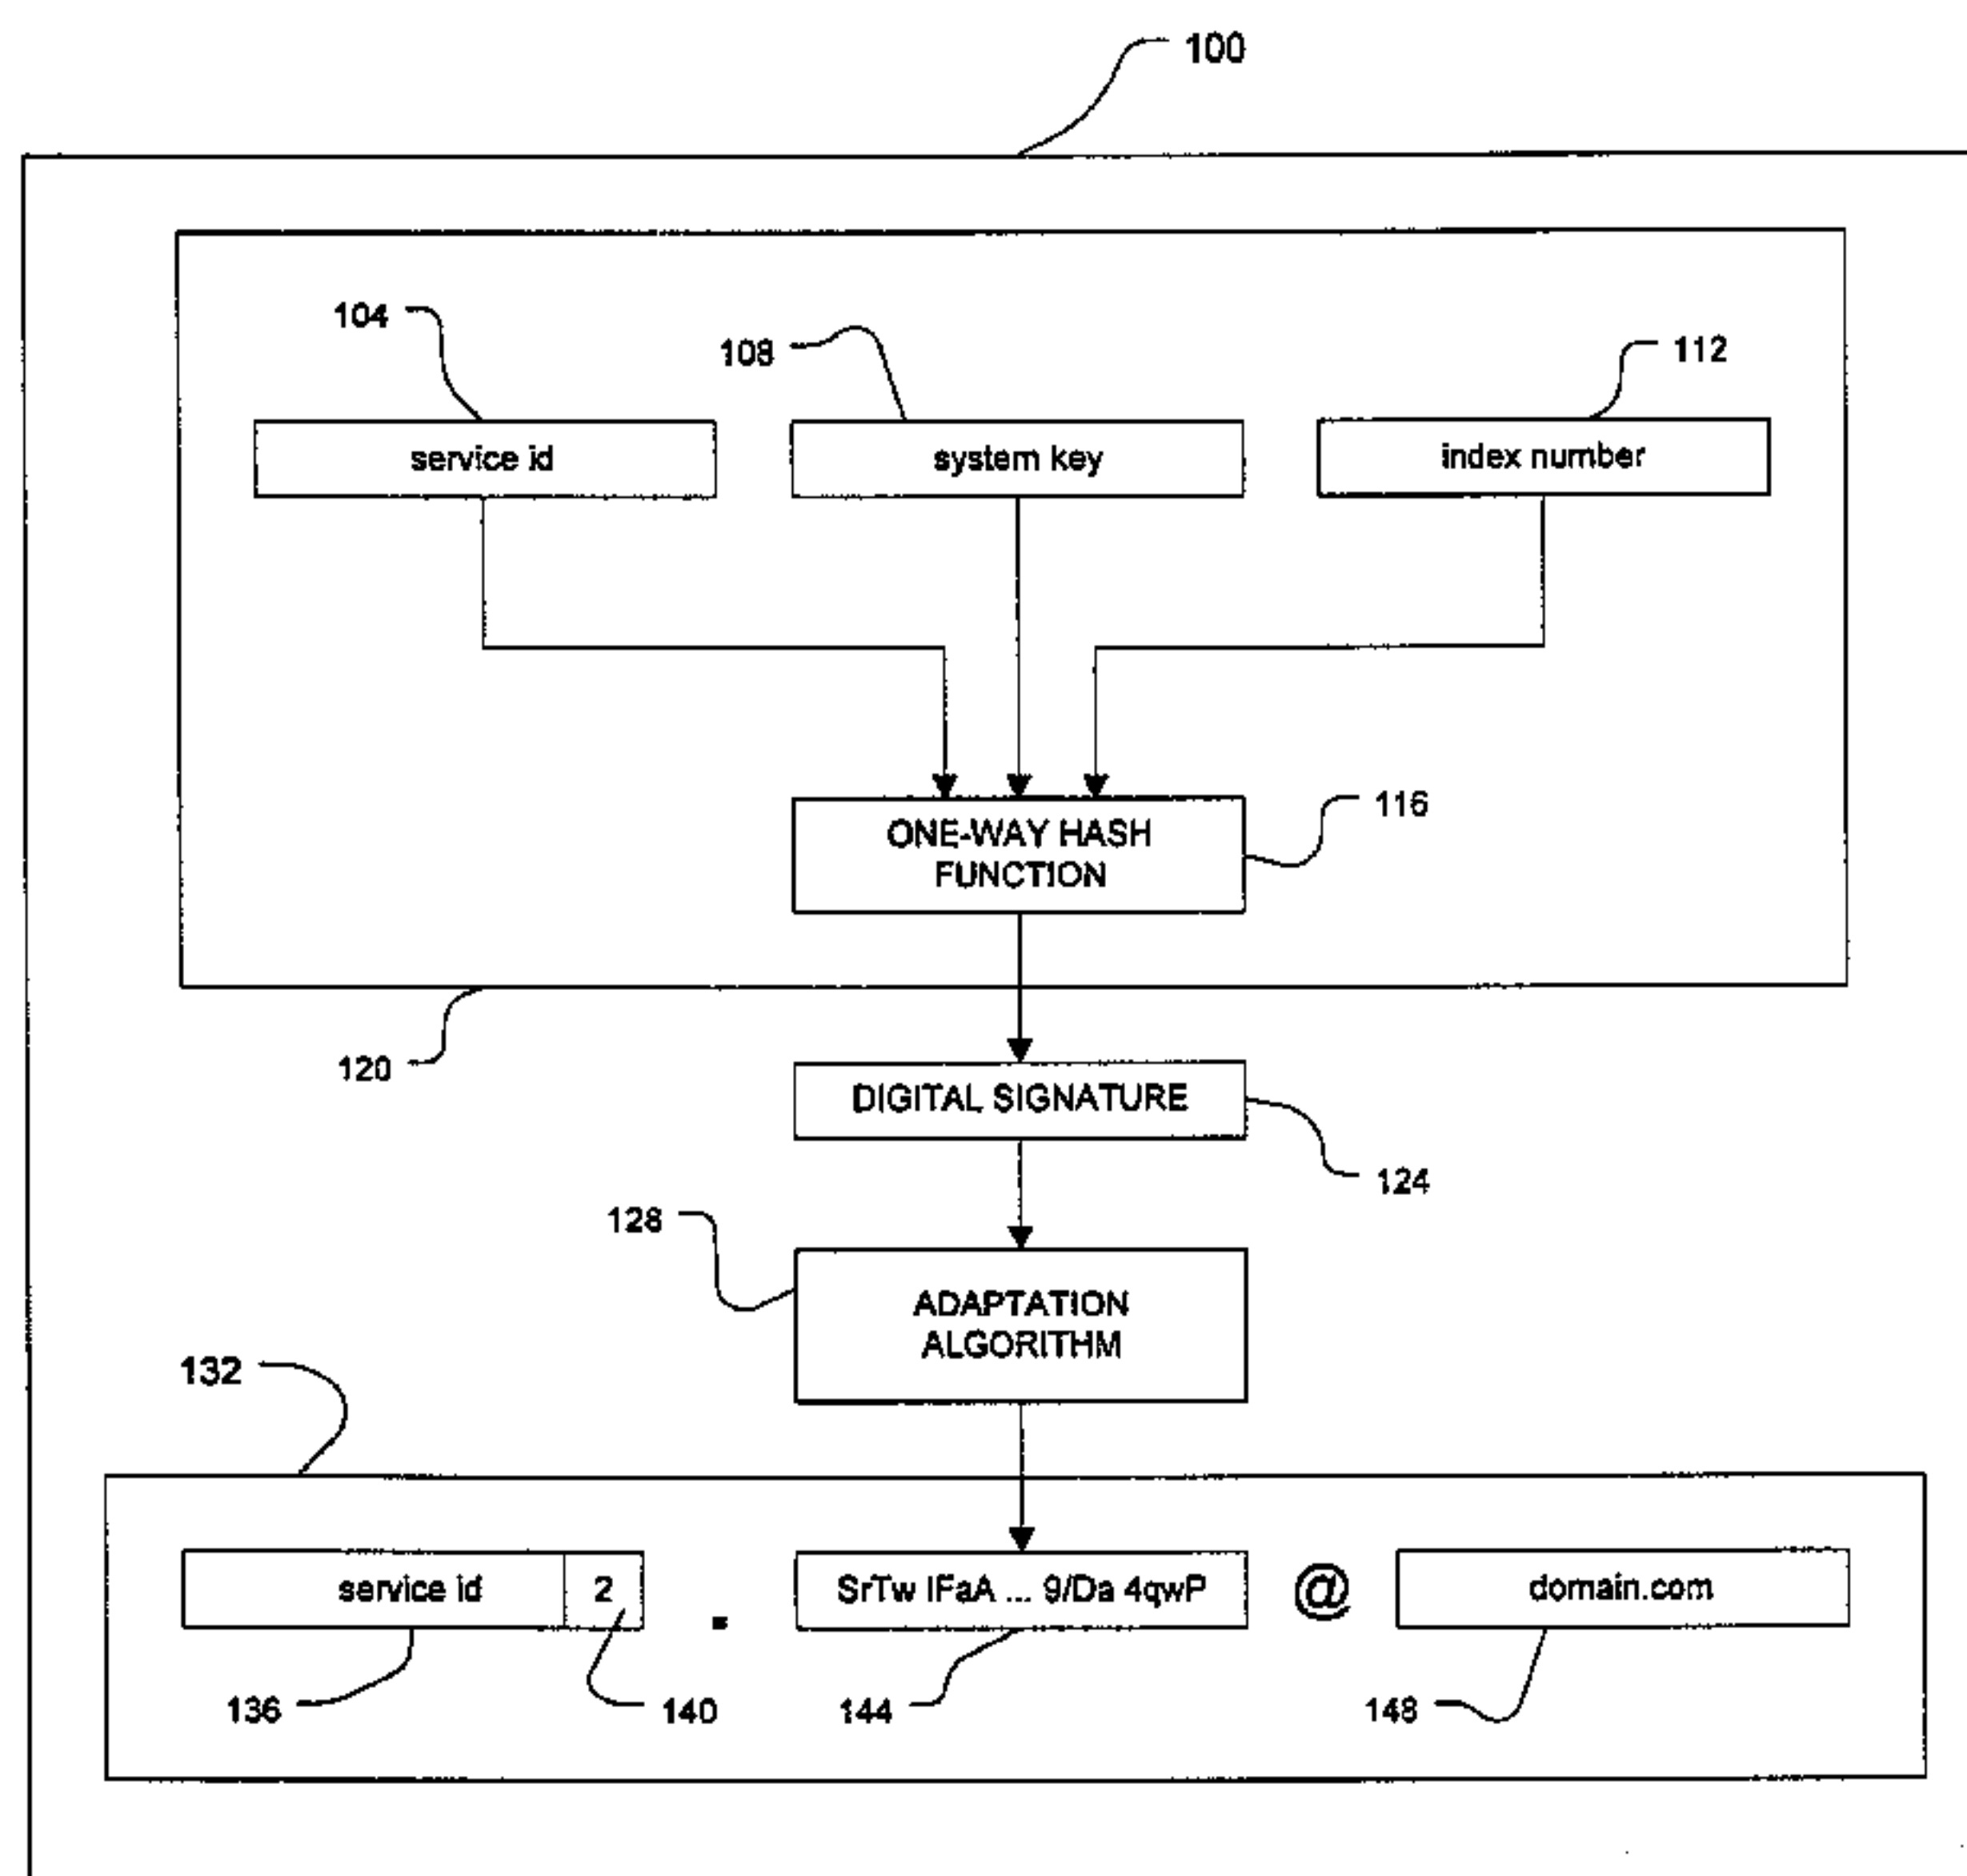 100
104
108
112
service id
system key
index number
ONE-WAY HASH
FUNCTION
116
120
DIGITAL SIGNATURE
124
128
ADAPTATION
ALGORITHM
132
service id 2 . SrTw IFaA ... 9/Da 4qwP @ domain.com
136
140
144
148